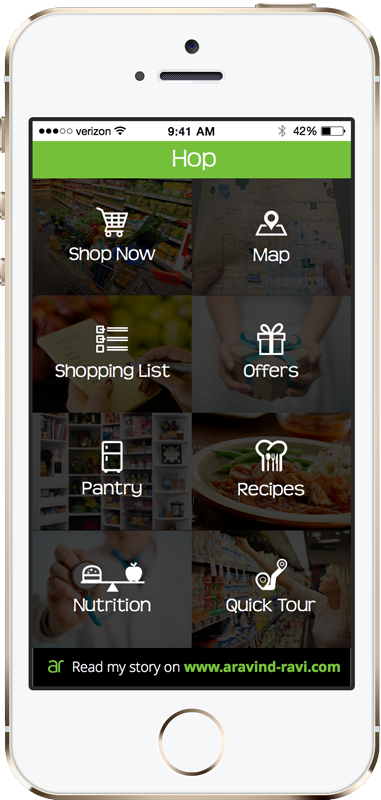 verizon 9:41 AM 42%
Hop
Shop Now Map
Shopping List Offers
Pantry Recipes
Nutrition Quick Tour
ar Read my story on www.aravind-ravi.com